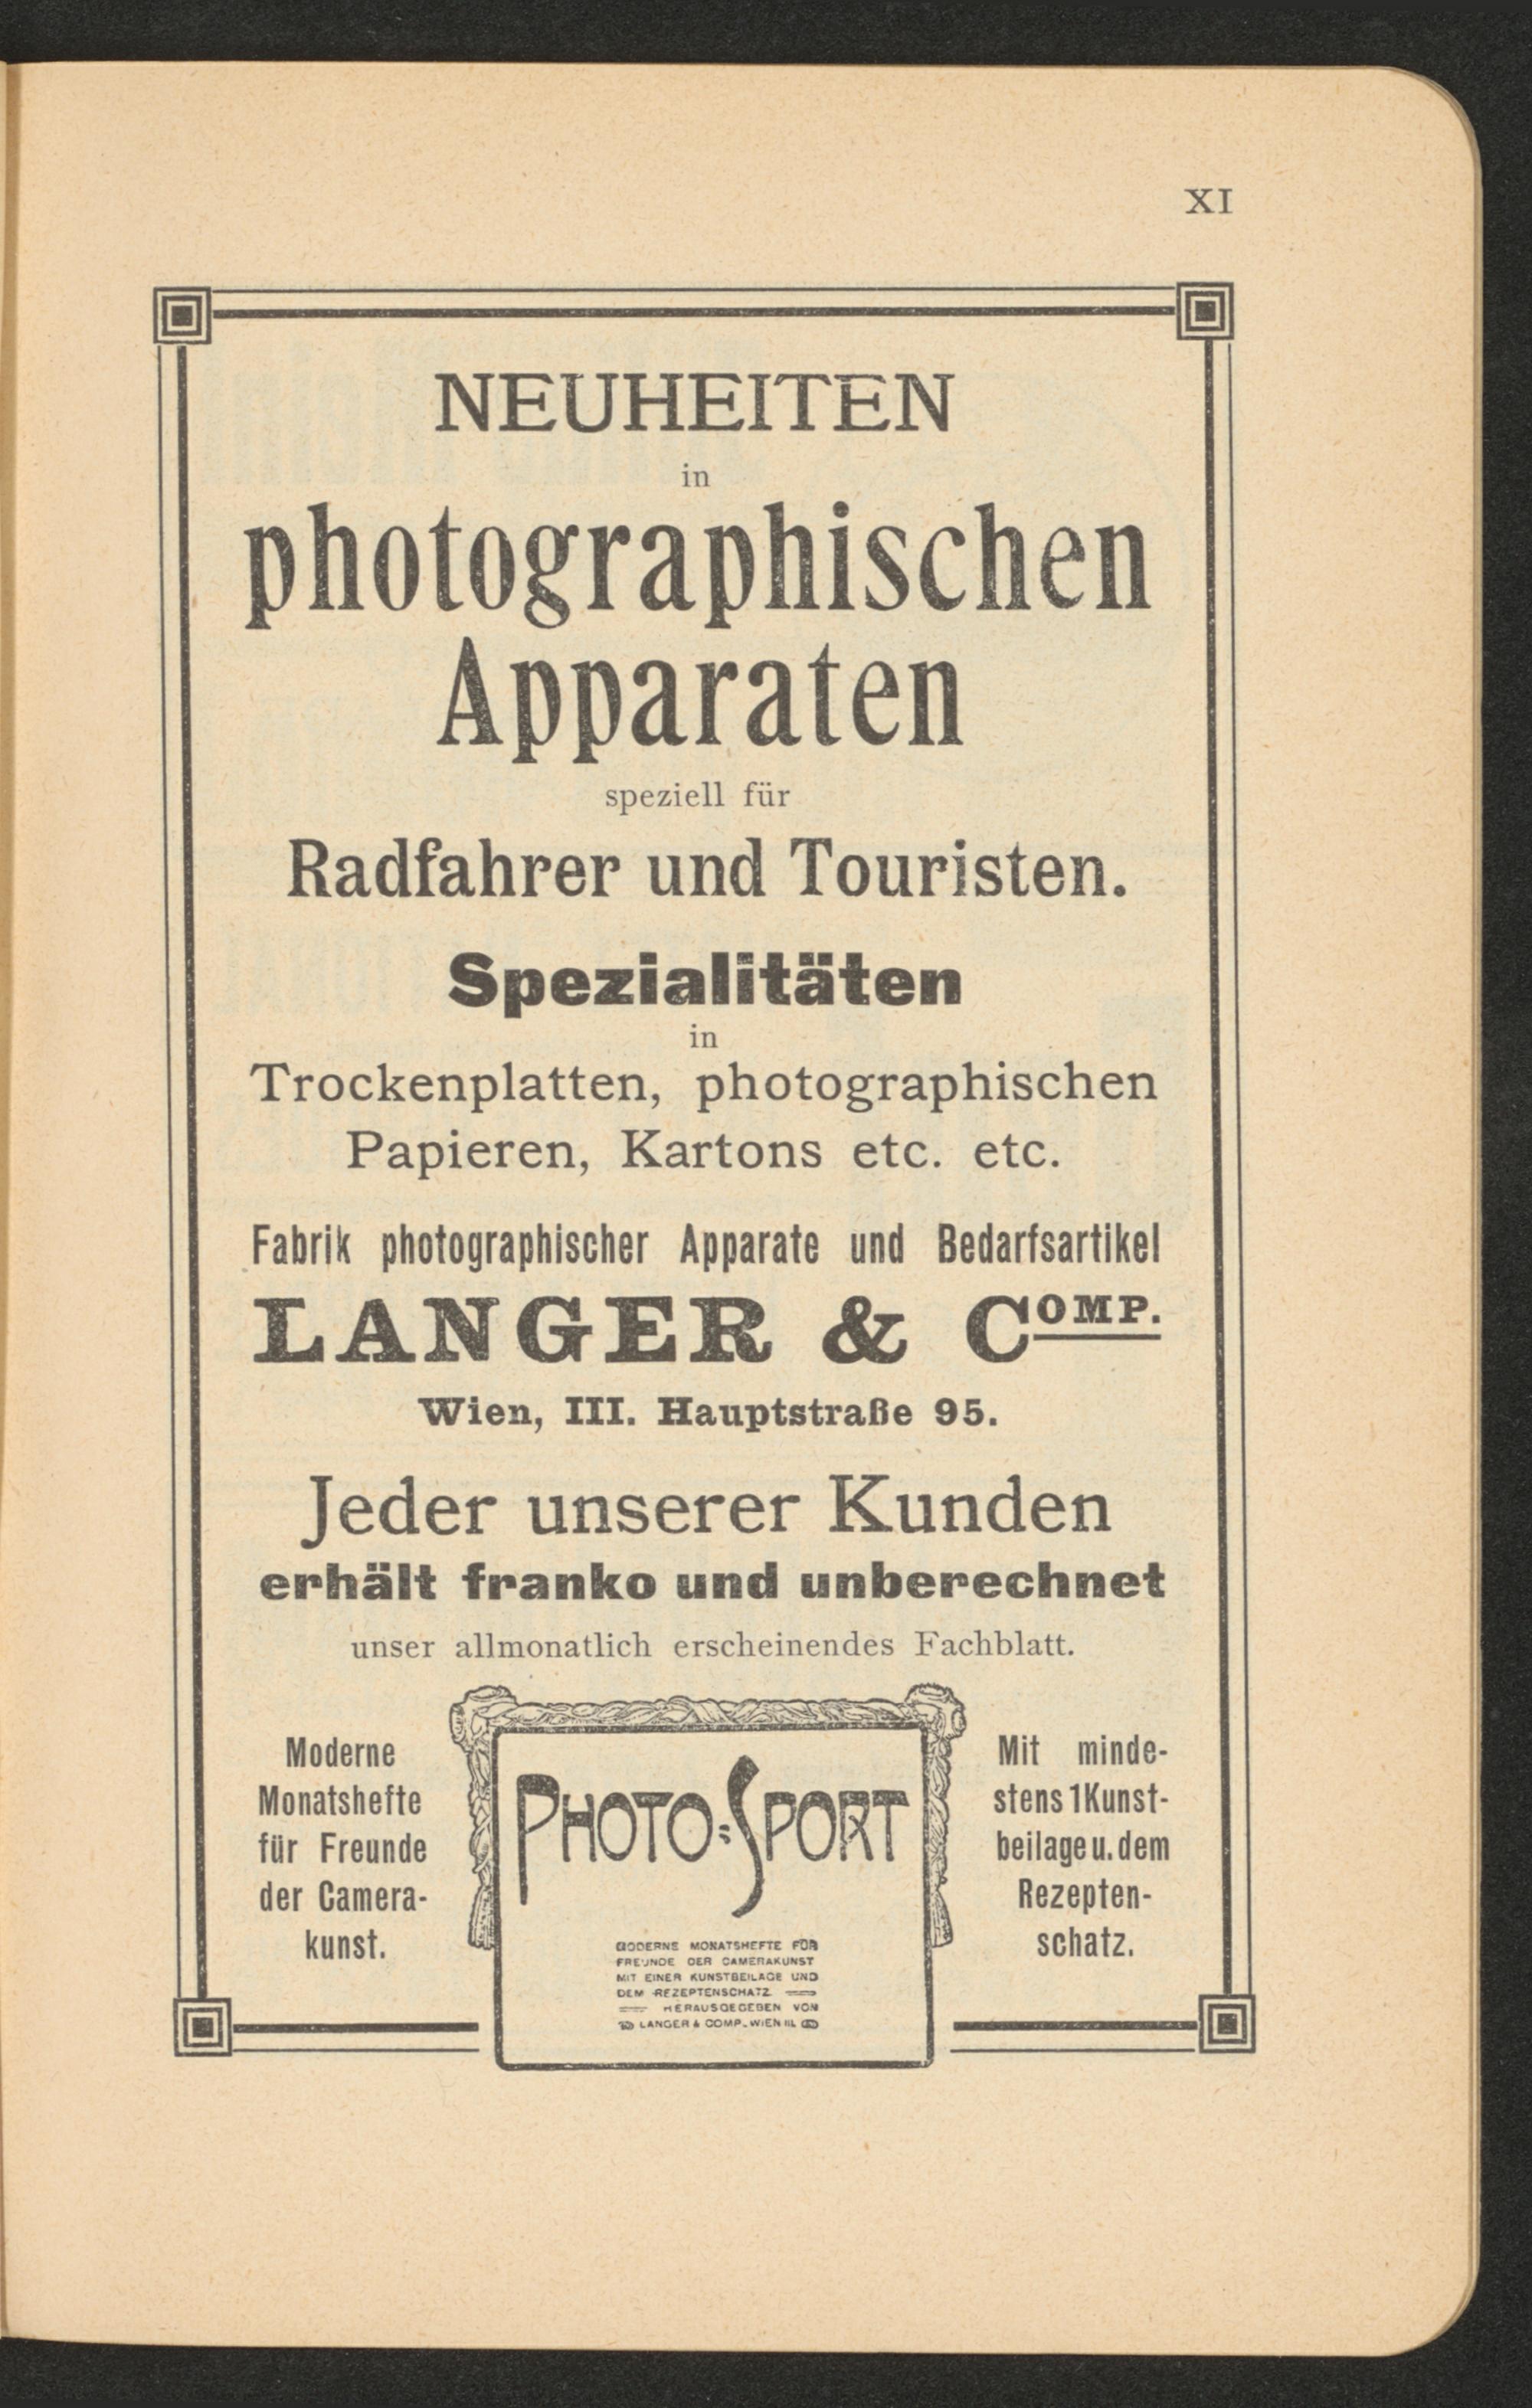 XI
NEUHEITEN
in
photographischen
Apparaten
speziell für
Radfahrer und Touristen.
Spezialitäten
in
Trockenplatten, photographischen
Papieren, Kartons etc. etc.
Fabrik photographischer Apparate und Bedarfsartikel
LANGER & COMP.
Wien, III. Hauptstraße 95.
Jeder unserer Kunden
erhält franko und unberechnet
unser allmonatlich erscheinendes Fachblatt.
Moderne
Monatshefte
für Freunde
der Camera-
kunst.
PHOTO=SPORT
MODERNE MONATSHEFTE FÜR
FREUNDE DER CAMERAKUNST
MIT EINER KUNSTBEILAGE UND
DEM REZEPTENSCHATZ
HERAUSGEGEBEN VON
LANGER & COMP. WIEN III.
Mit minde-
stens 1 Kunst-
beilage u. dem
Rezepten-
schatz.